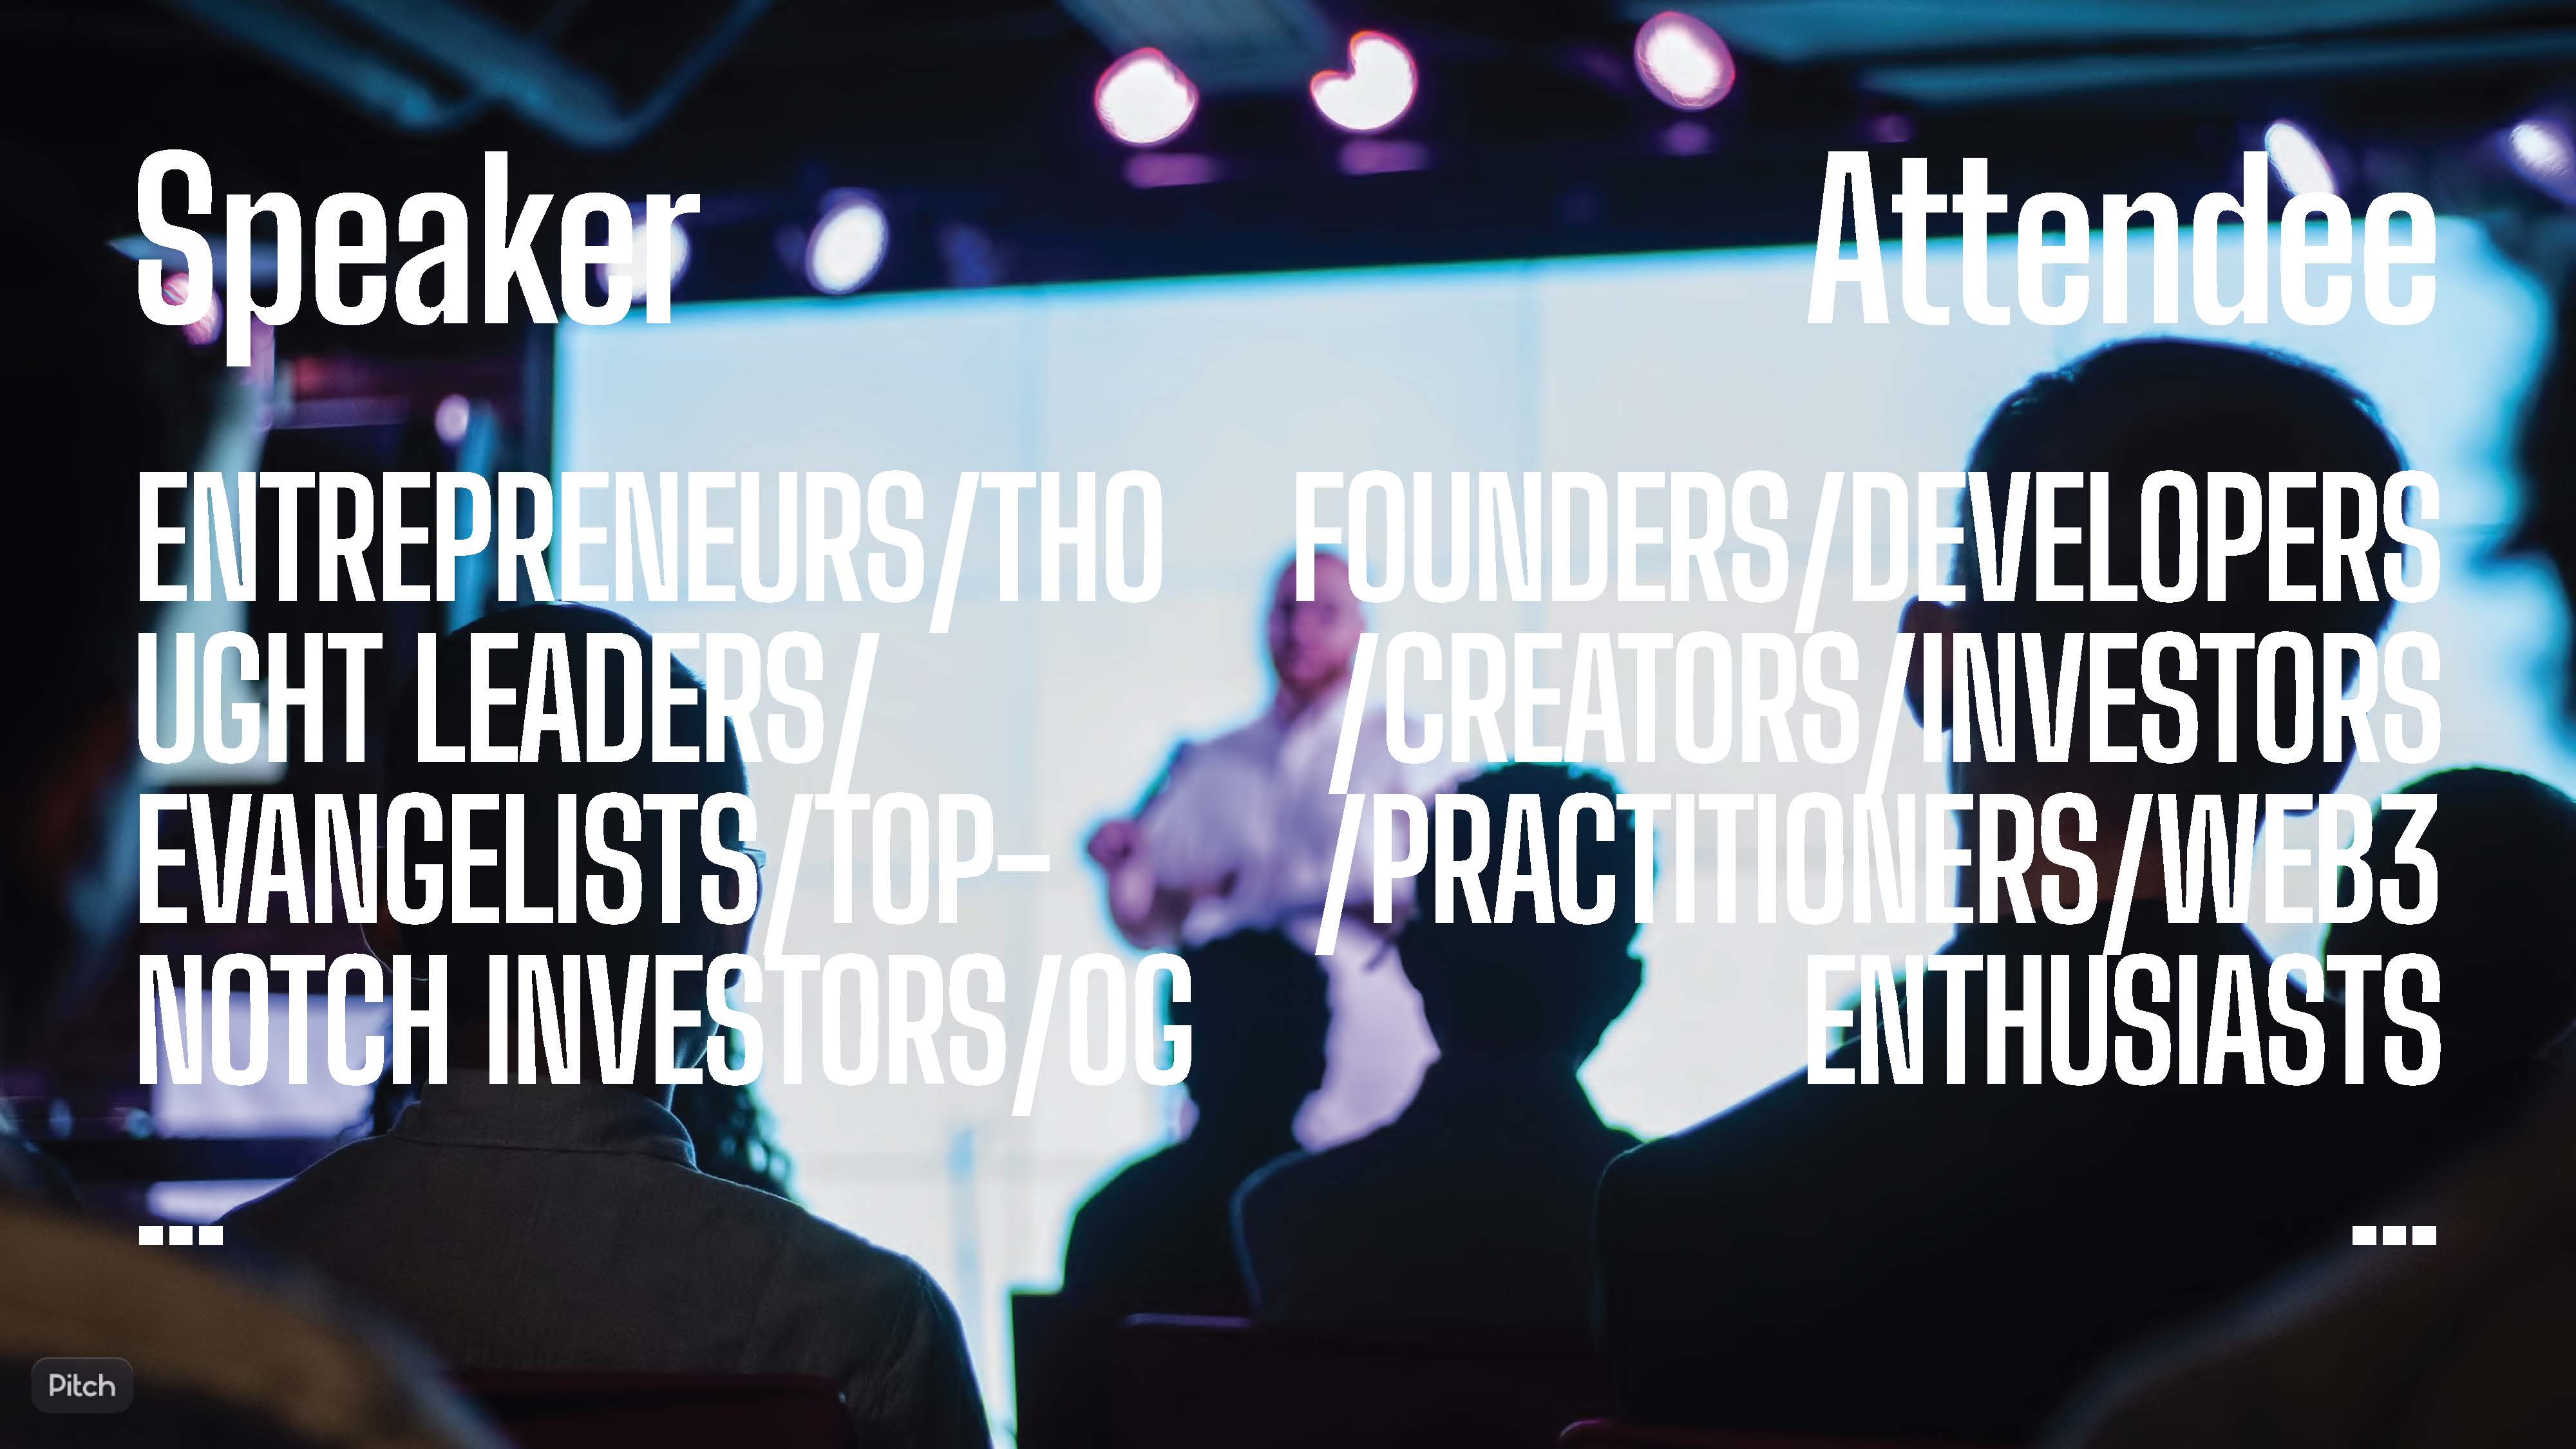 Speaker
Attendee
ENTREPRENEURS/THO
UGHT LEADERS/
EVANGELISTS/TOP-
NOTCH INVESTORS/OG
...
FOUNDERS/DEVELOPERS
/CREATORS/INVESTORS
/PRACTITIONERS/WEB3
ENTHUSIASTS
...
Pitch